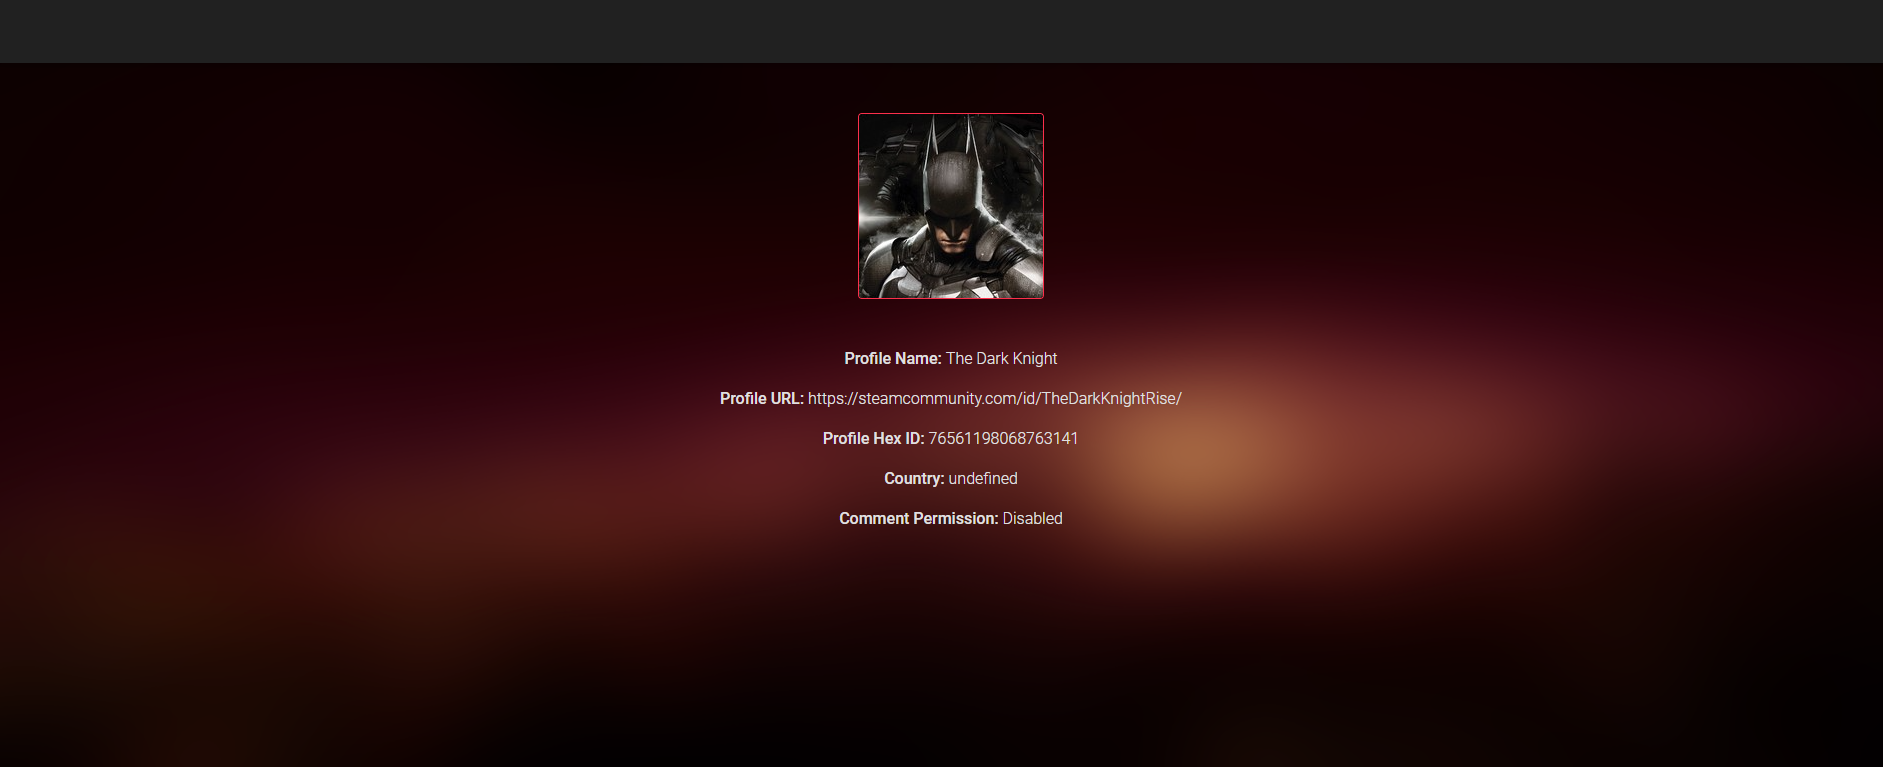 Profile Name: The Dark Knight
Profile URL: https://steamcommunity.com/id/TheDarkKnightRise/
Profile Hex ID: 76561198068763141
Country: undefined
Comment Permission: Disabled